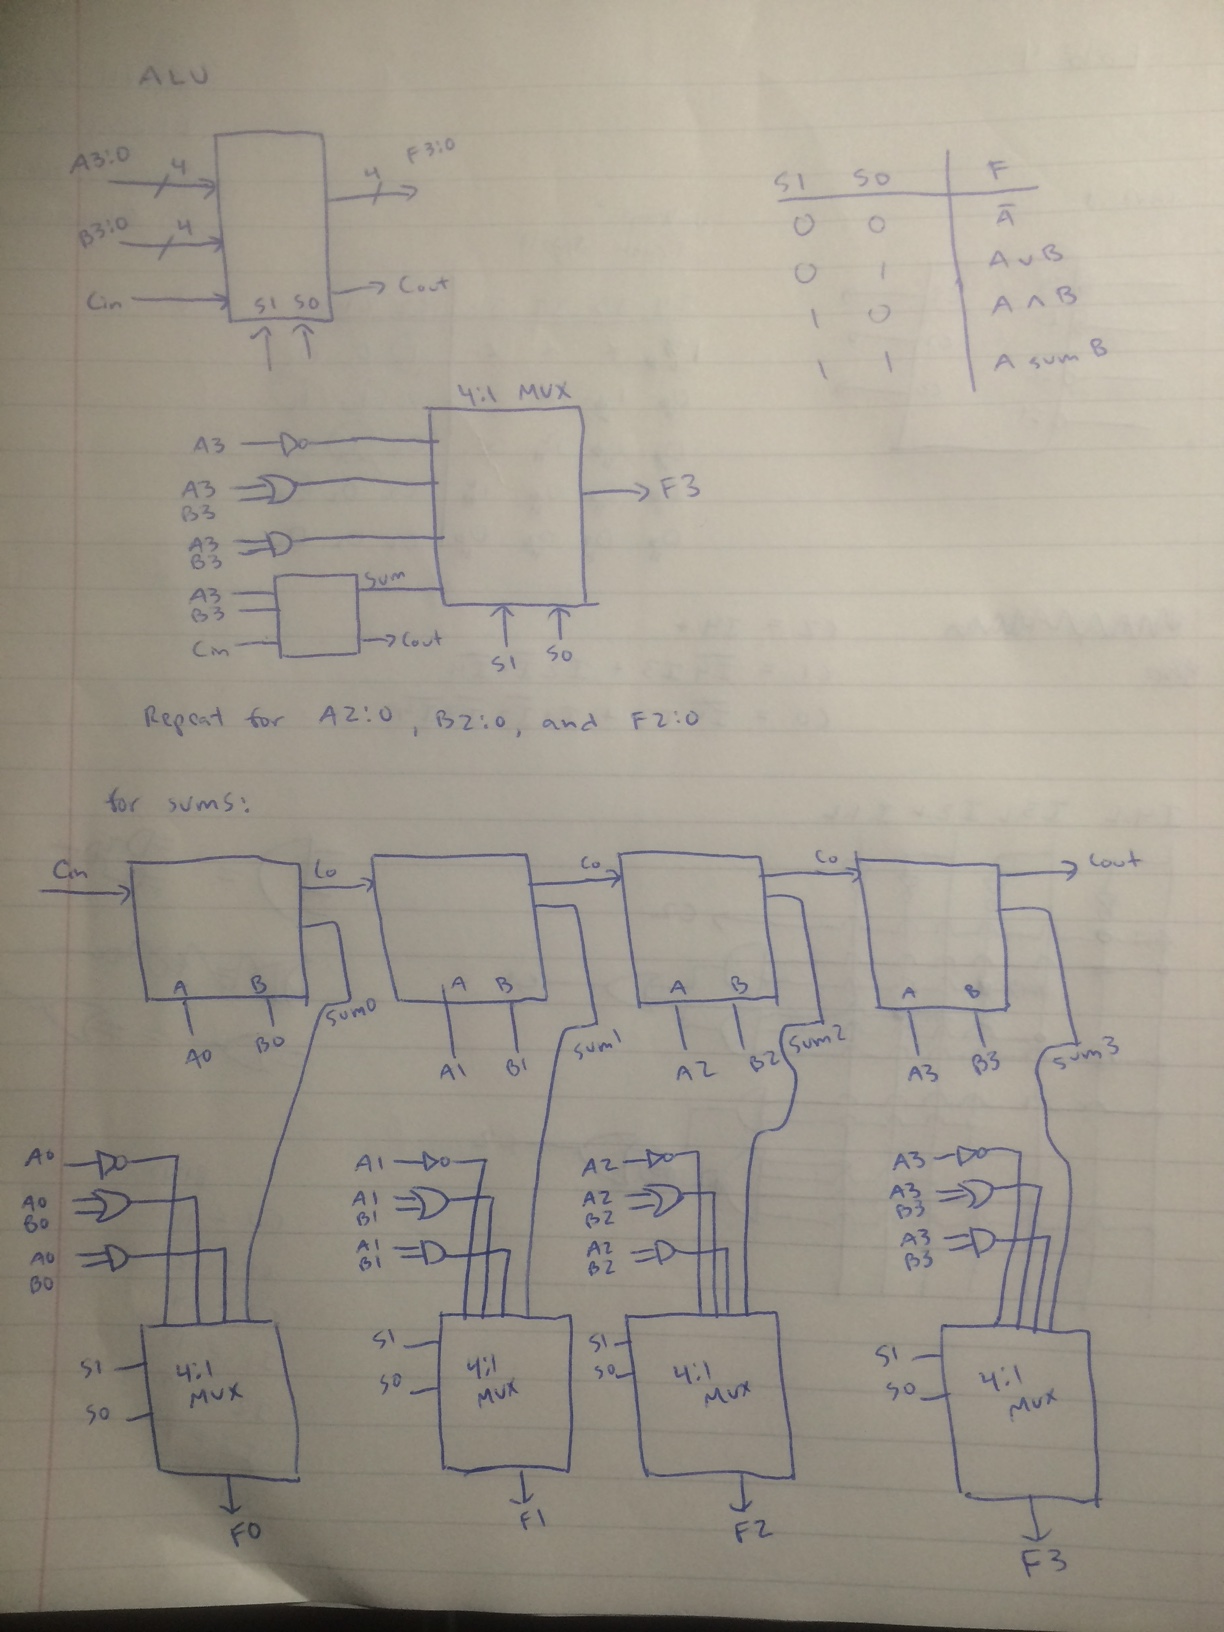 ALU
A3:0 4 4 F3:0
B3:0 4
Cin S1 S0 Cout
S1 S0 F
0 0 Ā
0 1 A ∪ B
1 0 A ∧ B
1 1 A sum B
4:1 MUX
A3
A3
B3
F3
A3
B3
A3
B3
Cin
sum
Cout
S1 S0
Repeat for A2:0, B2:0, and F2:0
for sums:
Cin Co Co Co Cout
A B A B A B A B
A0 B0 sum0 A1 B1 sum1 A2 B2 sum2 A3 B3 sum3
A0 A1 A2 A3
A0 A1 A2 A3
B0 B1 B2 B3
A0 A1 A2 A3
B0 B1 B2 B3
S1 4:1 S1 4:1 S1 4:1 S1 4:1
S0 MUX S0 MUX S0 MUX S0 MUX
F0 F1 F2 F3